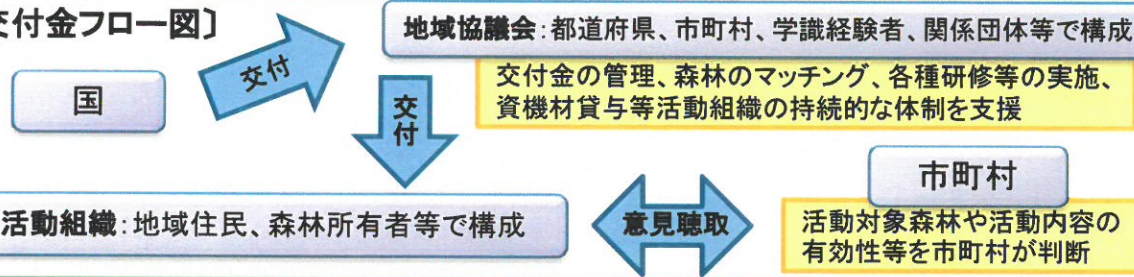 交付金フロー図〕
地域協議会:都道府県、市町村、学識経験者、関係団体等で構成
国
交付
交付金の管理、森林のマッチング、各種研修等の実施、
資機材貸与等活動組織の持続的な体制を支援
交付
市町村
活動組織:地域住民、森林所有者等で構成
意見聴取
活動対象森林や活動内容の
有効性等を市町村が判断